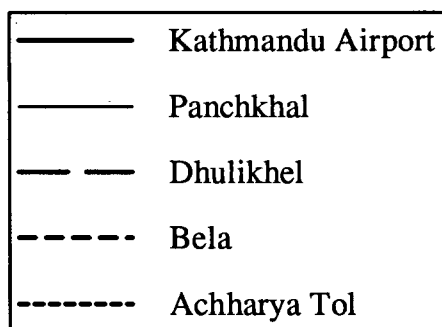 Kathmandu Airport
Panchkhal
Dhulikhel
Bela
Achharya Tol